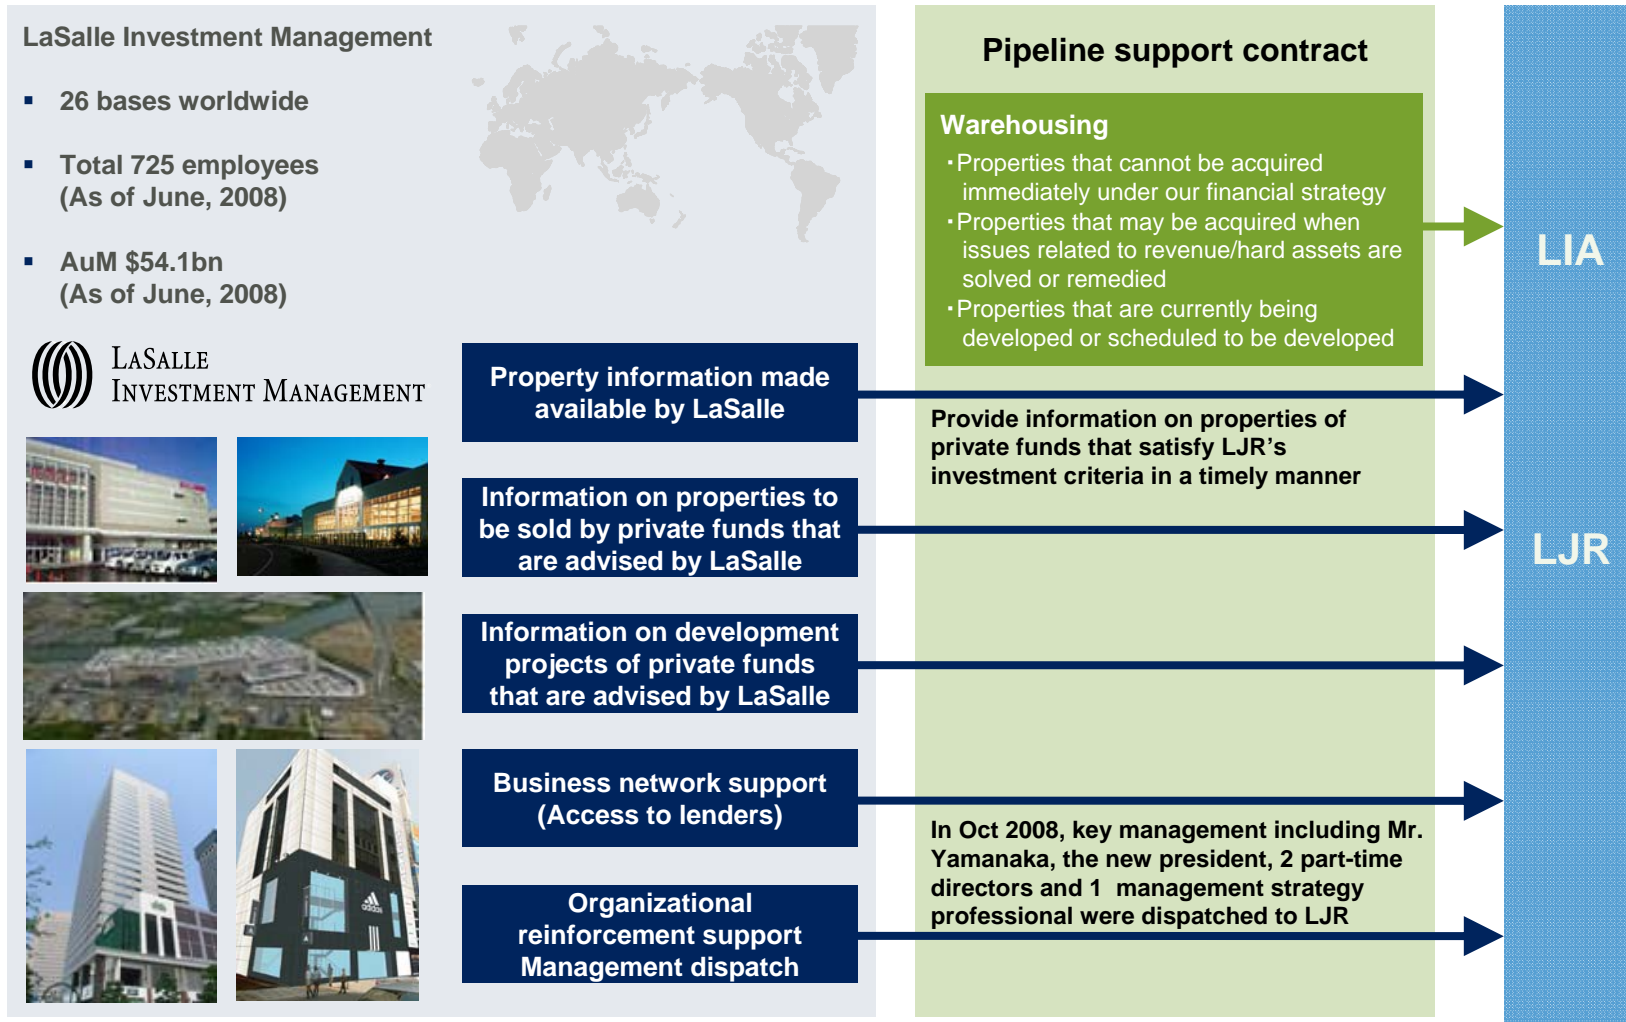 LaSalle Investment Management
▪ 26 bases worldwide
▪ Total 725 employees
(As of June, 2008)
▪ AuM $54.1bn
(As of June, 2008)
LASALLE
INVESTMENT MANAGEMENT
Property information made
available by LaSalle
Information on properties to
be sold by private funds that
are advised by LaSalle
Information on development
projects of private funds
that are advised by LaSalle
Business network support
(Access to lenders)
Organizational
reinforcement support
Management dispatch
adidas
Pipeline support contract
Warehousing
・Properties that cannot be acquired
immediately under our financial strategy
・Properties that may be acquired when
issues related to revenue/hard assets are
solved or remedied
・Properties that are currently being
developed or scheduled to be developed
Provide information on properties of
private funds that satisfy LJR’s
investment criteria in a timely manner
In Oct 2008, key management including Mr.
Yamanaka, the new president, 2 part-time
directors and 1 management strategy
professional were dispatched to LJR
LIA
LJR